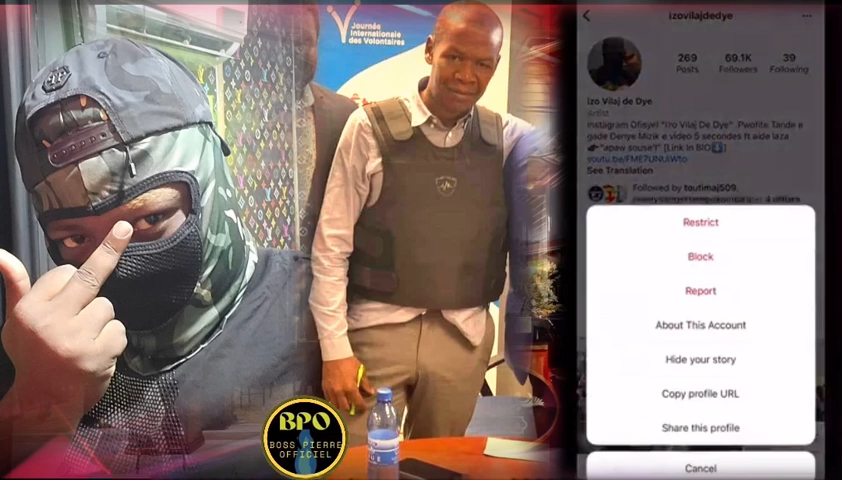 Journée
Internationale
des Volontaires
BPO
BOSS PIERRE
OFFICIEL
izovilajdedye
269
69.1K
39
Posts
Followers
Following
Izo Vilaj de Dye
Artist
Instagram Ofisyèl "Izo Vilaj De Dye" .Pwofite Tande e
gade Denye Mizik e video 5 secondes ft aide laza
"apaw souse'l" [Link In BIO
youtu.be/FME7UNUiWto
See Translation
Followed by toutimaj509,
Restrict
Block
Report
About This Account
Hide your story
Copy profile URL
Share this profile
Cancel